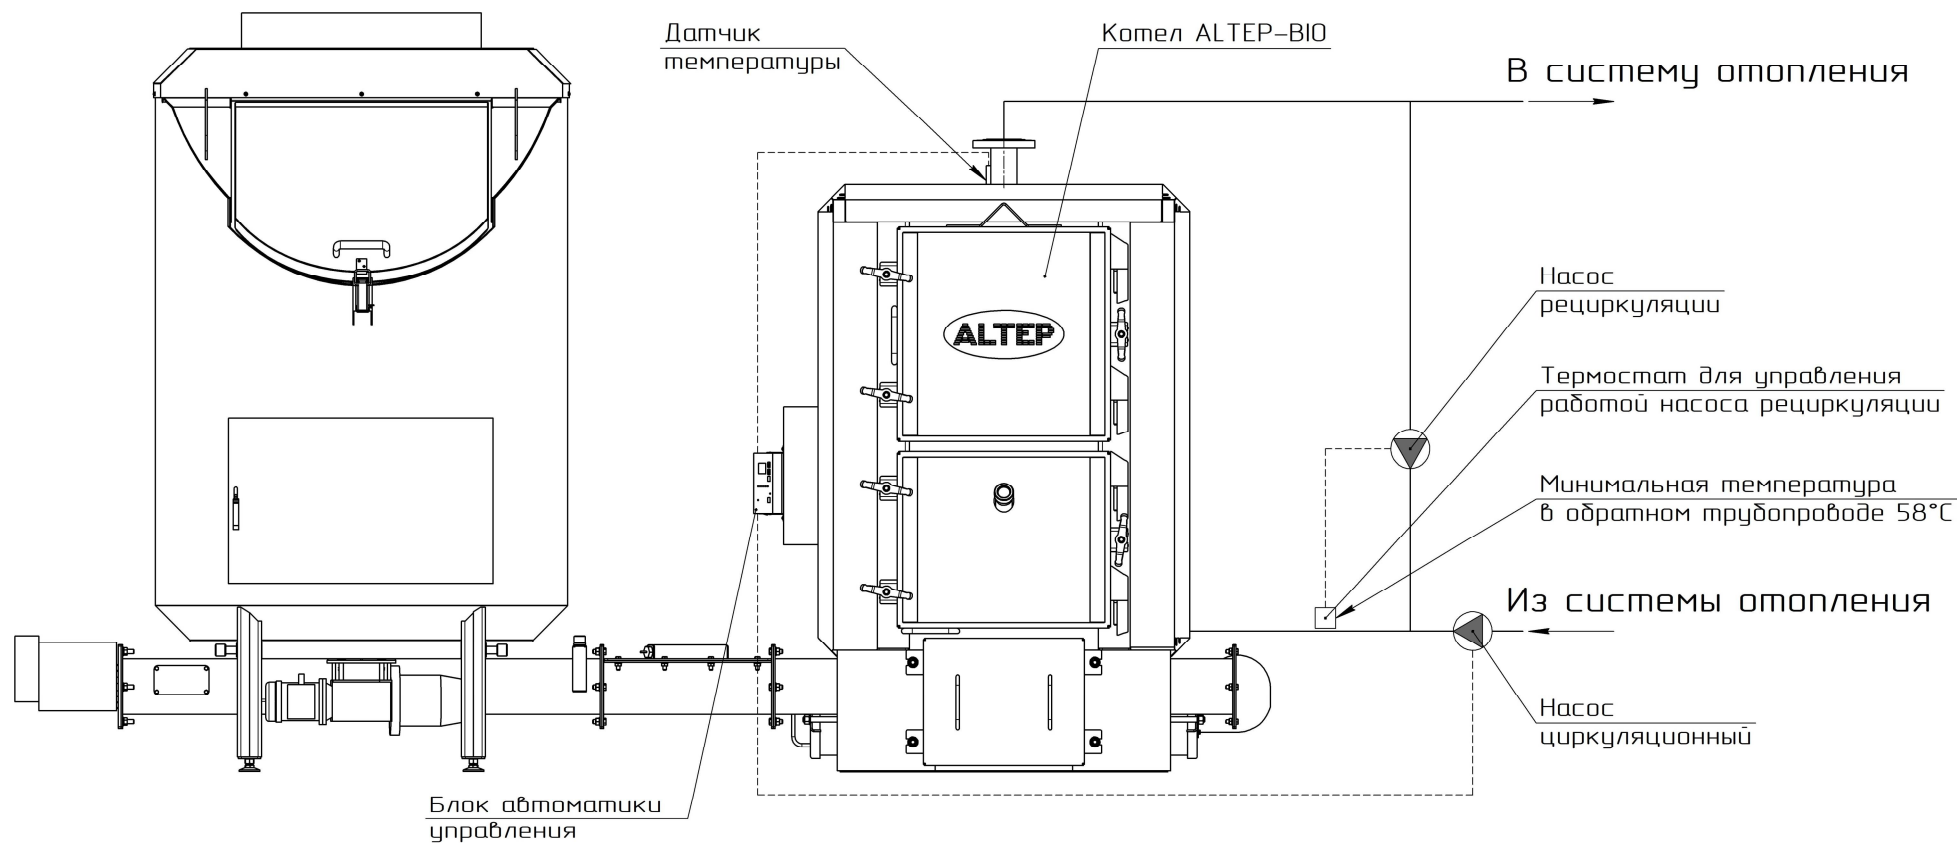 Датчик
температуры
Котел ALTEP-BIO
В систему отопления
ALTEP
Насос
рециркуляции
Термостат для управления
работой насоса рециркуляции
Минимальная температура
в обратном трубопроводе 58°C
Из системы отопления
Насос
циркуляционный
Блок автоматики
управления